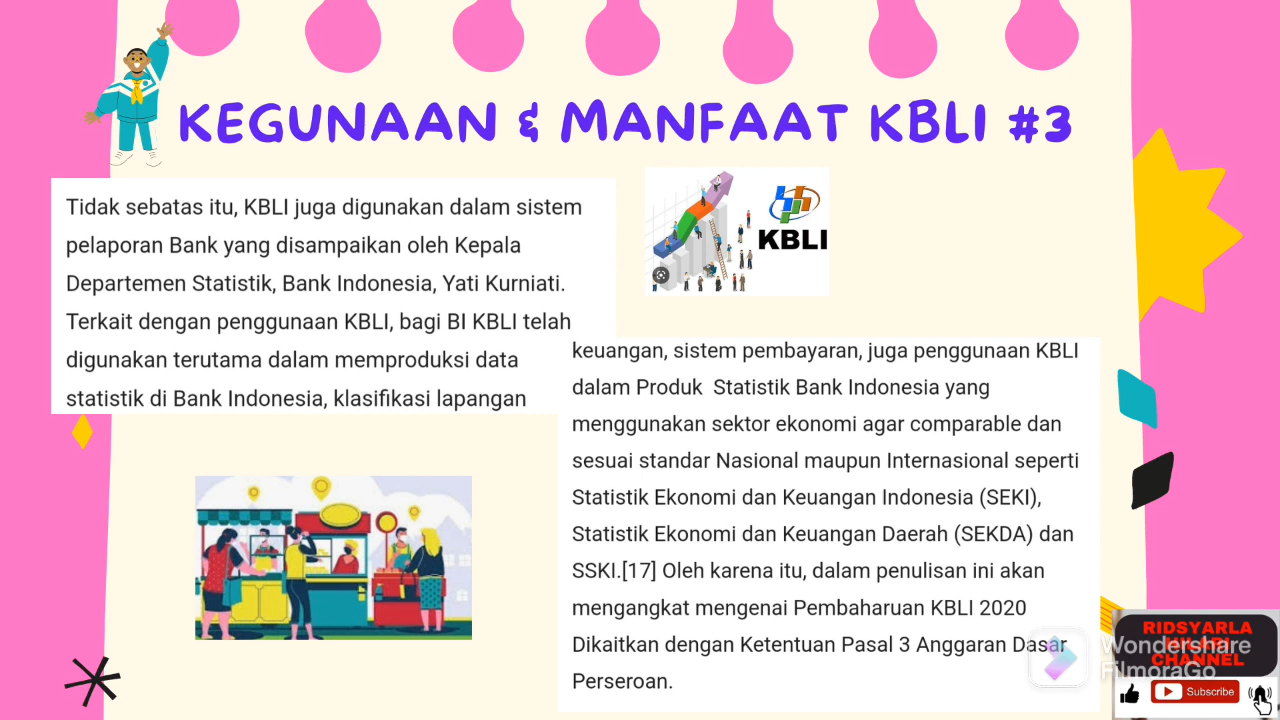 KEGUNAAN & MANFAAT KBLI #3
Tidak sebatas itu, KBLI juga digunakan dalam sistem
pelaporan Bank yang disampaikan oleh Kepala
Departemen Statistik, Bank Indonesia, Yati Kurniati.
Terkait dengan penggunaan KBLI, bagi BI KBLI telah
digunakan terutama dalam memproduksi data
statistik di Bank Indonesia, klasifikasi lapangan
KBLI
keuangan, sistem pembayaran, juga penggunaan KBLI
dalam Produk Statistik Bank Indonesia yang
menggunakan sektor ekonomi agar comparable dan
sesuai standar Nasional maupun Internasional seperti
Statistik Ekonomi dan Keuangan Indonesia (SEKI),
Statistik Ekonomi dan Keuangan Daerah (SEKDA) dan
SSKI.[17] Oleh karena itu, dalam penulisan ini akan
mengangkat mengenai Pembaharuan KBLI 2020
Dikaitkan dengan Ketentuan Pasal 3 Anggaran Dasar
Perseroan.
RIDSYARLA
CHANNEL
Wondershare
FilmoraGo
Subscribe